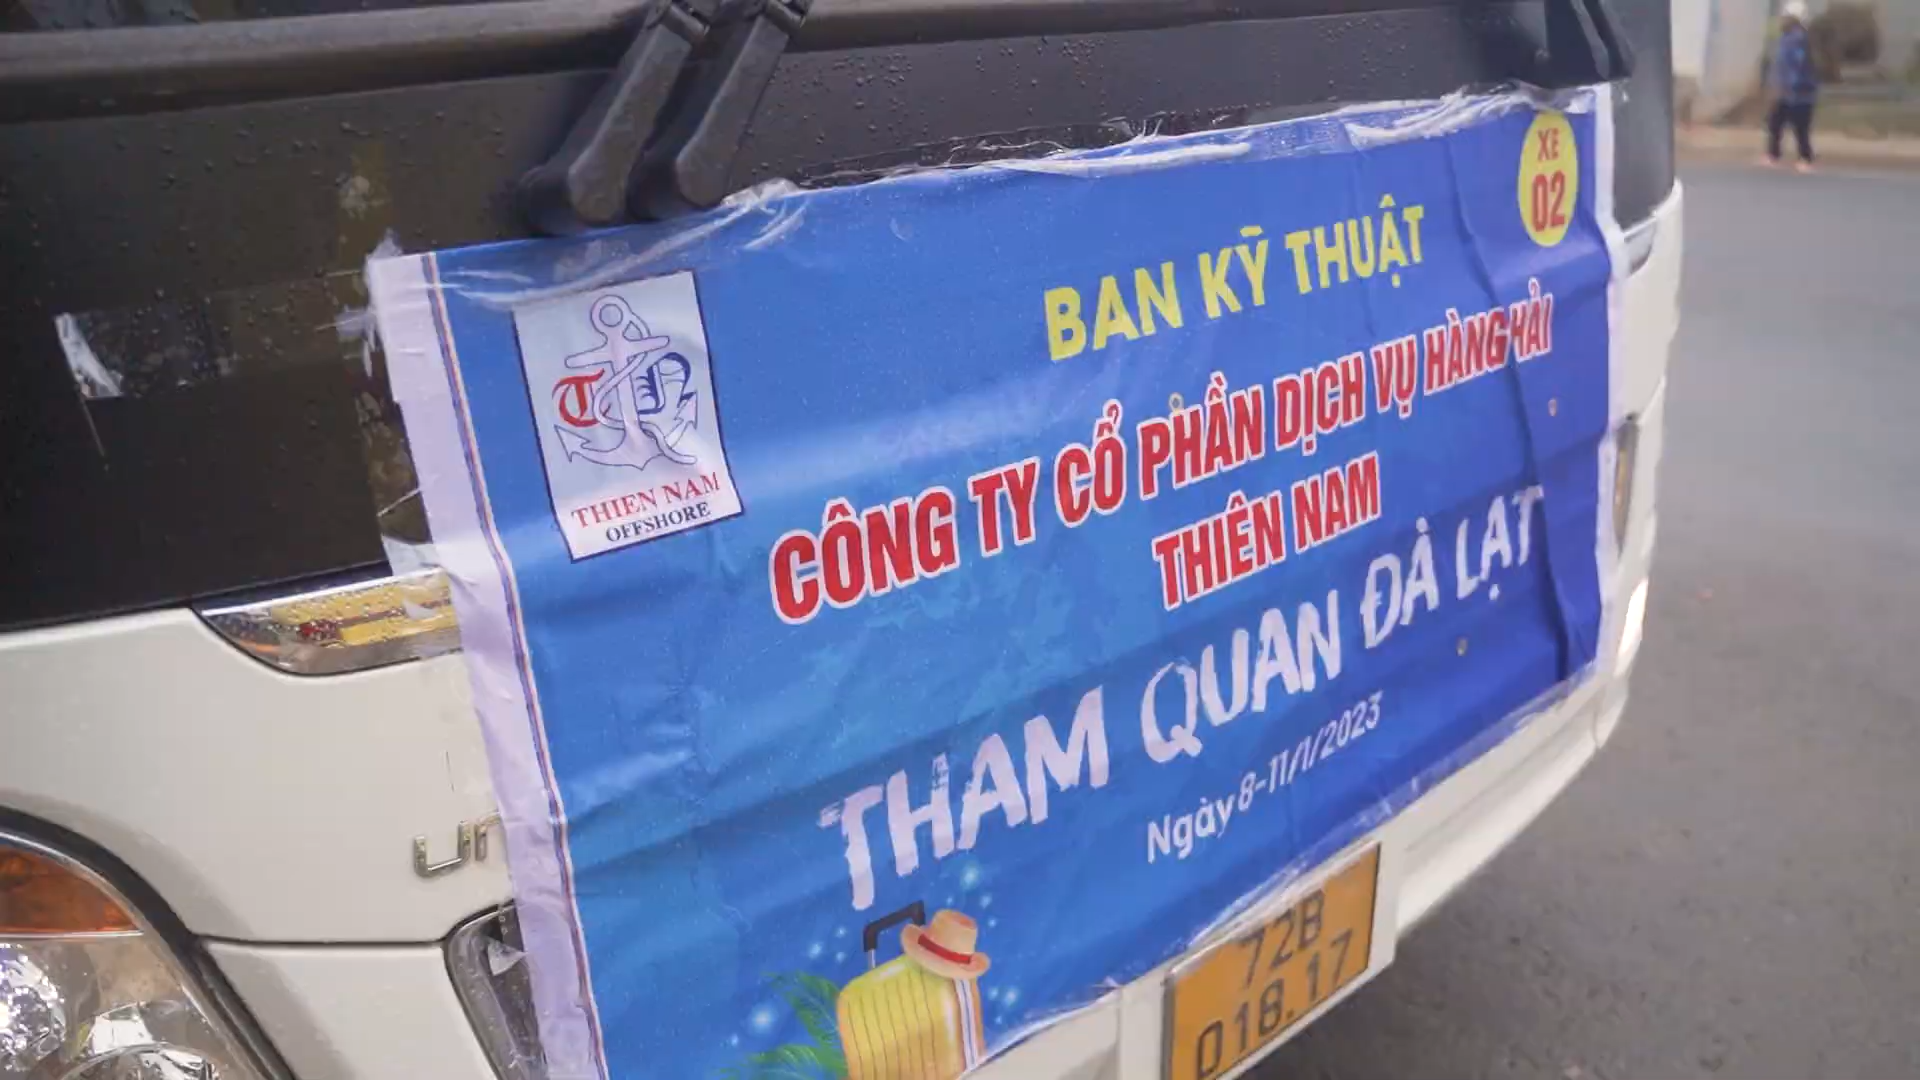 XE
02
BAN KỸ THUẬT
CÔNG TY CỔ PHẦN DỊCH VỤ HÀNG HẢI
THIÊN NAM
THAM QUAN ĐÀ LẠT
Ngày 8-11/1/2023
T
THIEN NAM
OFFSHORE
72B
018.17